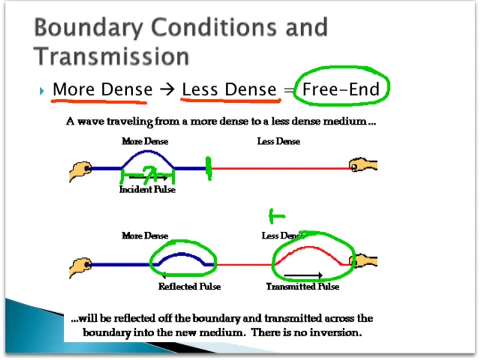 Boundary Conditions and
Transmission
More Dense → Less Dense = Free-End
A wave traveling from a more dense to a less dense medium...
More Dense Less Dense
λ
Incident Pulse
More Dense Less Dense
Reflected Pulse Transmitted Pulse
...will be reflected off the boundary and transmitted across the
boundary into the new medium. There is no inversion.